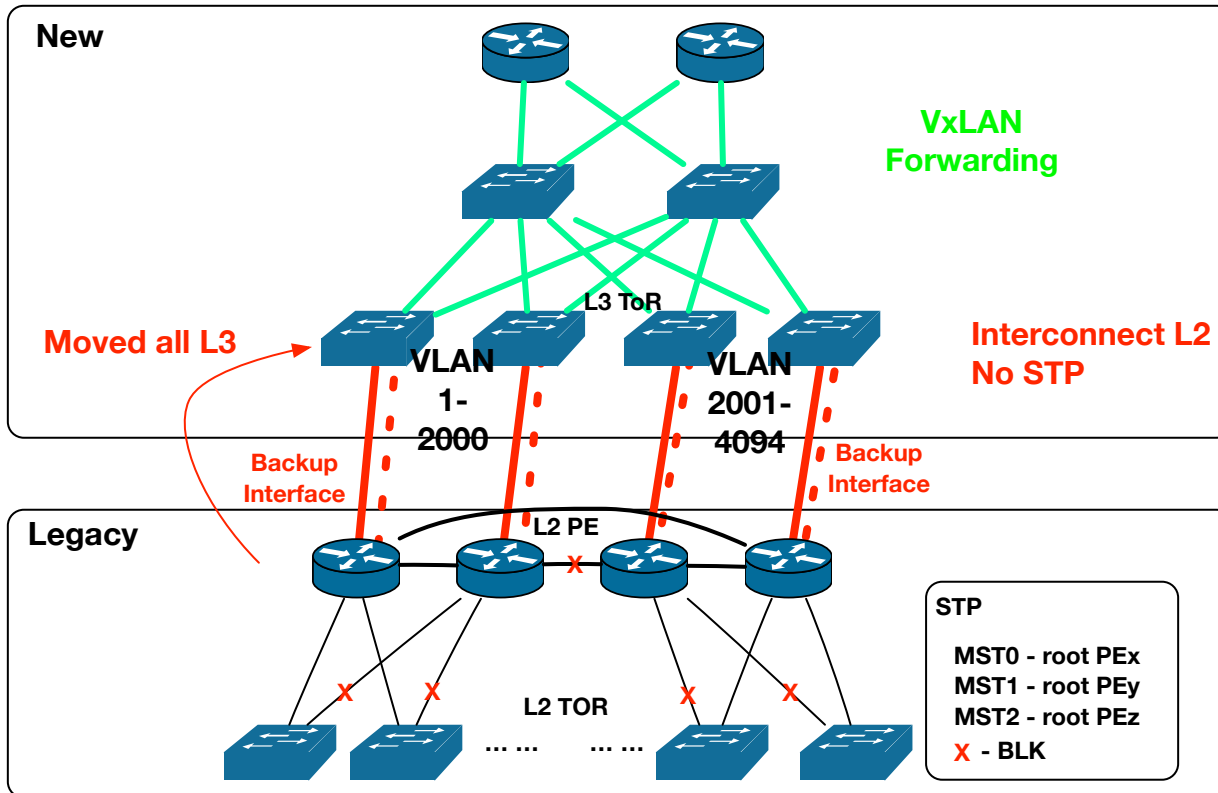 New
VxLAN
Forwarding
L3 ToR
Moved all L3
Interconnect L2
No STP
VLAN
1-
2000
VLAN
2001-
4094
Backup
Interface
Backup
Interface
Legacy
L2 PE
X
X
X
X
X
L2 TOR
... ...
... ...
STP
MST0 - root PEx
MST1 - root PEy
MST2 - root PEz
X - BLK